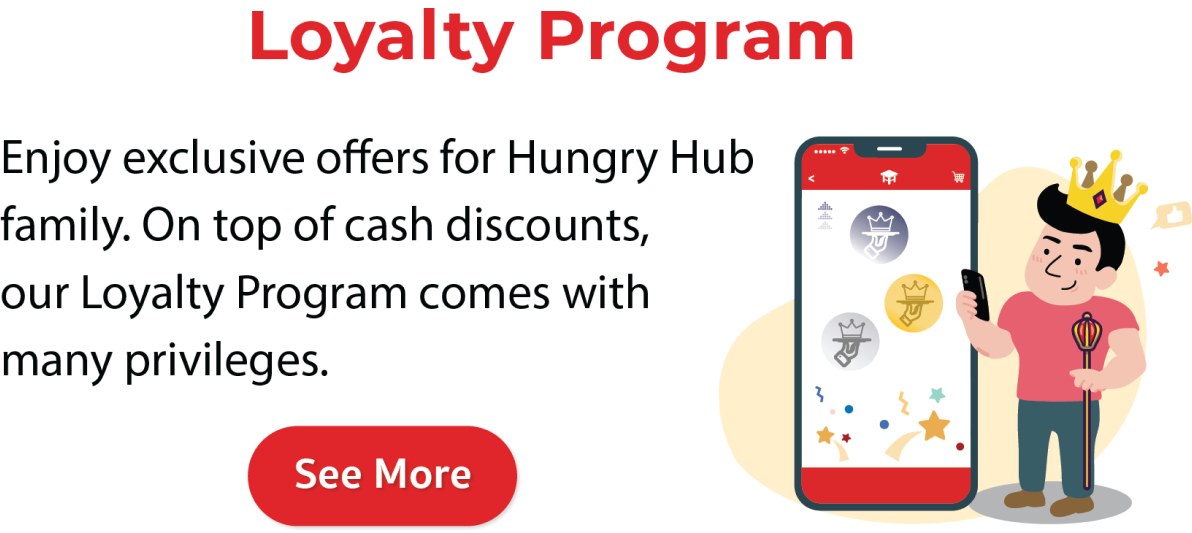 Loyalty Program
Enjoy exclusive offers for Hungry Hub
family. On top of cash discounts,
our Loyalty Program comes with
many privileges.
See More